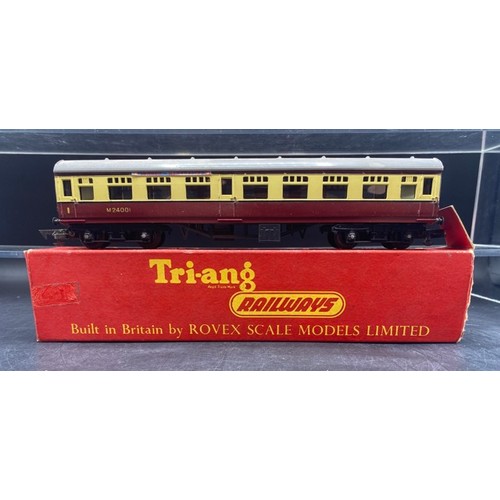 M24001
Tri-ang
RAILWAYS
Built in Britain by ROVEX SCALE MODELS LIMITED